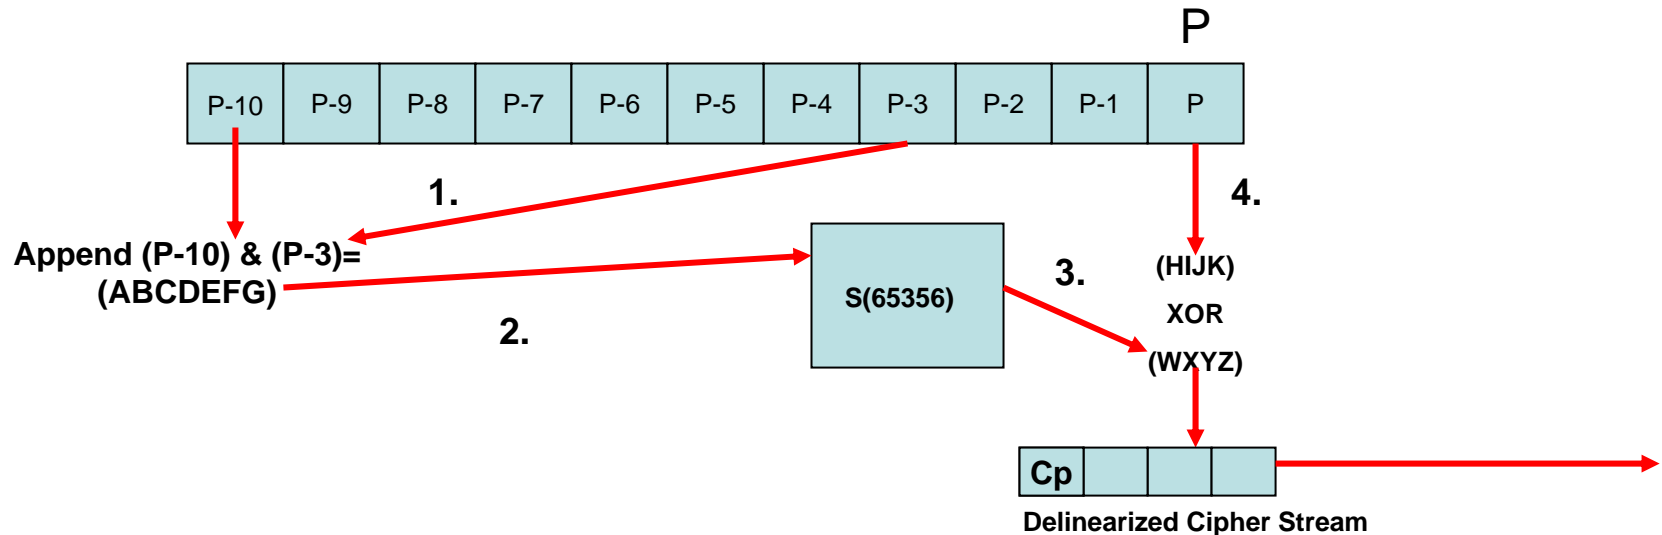 P
P-10 P-9 P-8 P-7 P-6 P-5 P-4 P-3 P-2 P-1 P
1.
4.
Append (P-10) & (P-3)=
(ABCDEFG)
2.
S(65356)
3.
(HIJK)
XOR
(WXYZ)
Cp
Delinearized Cipher Stream